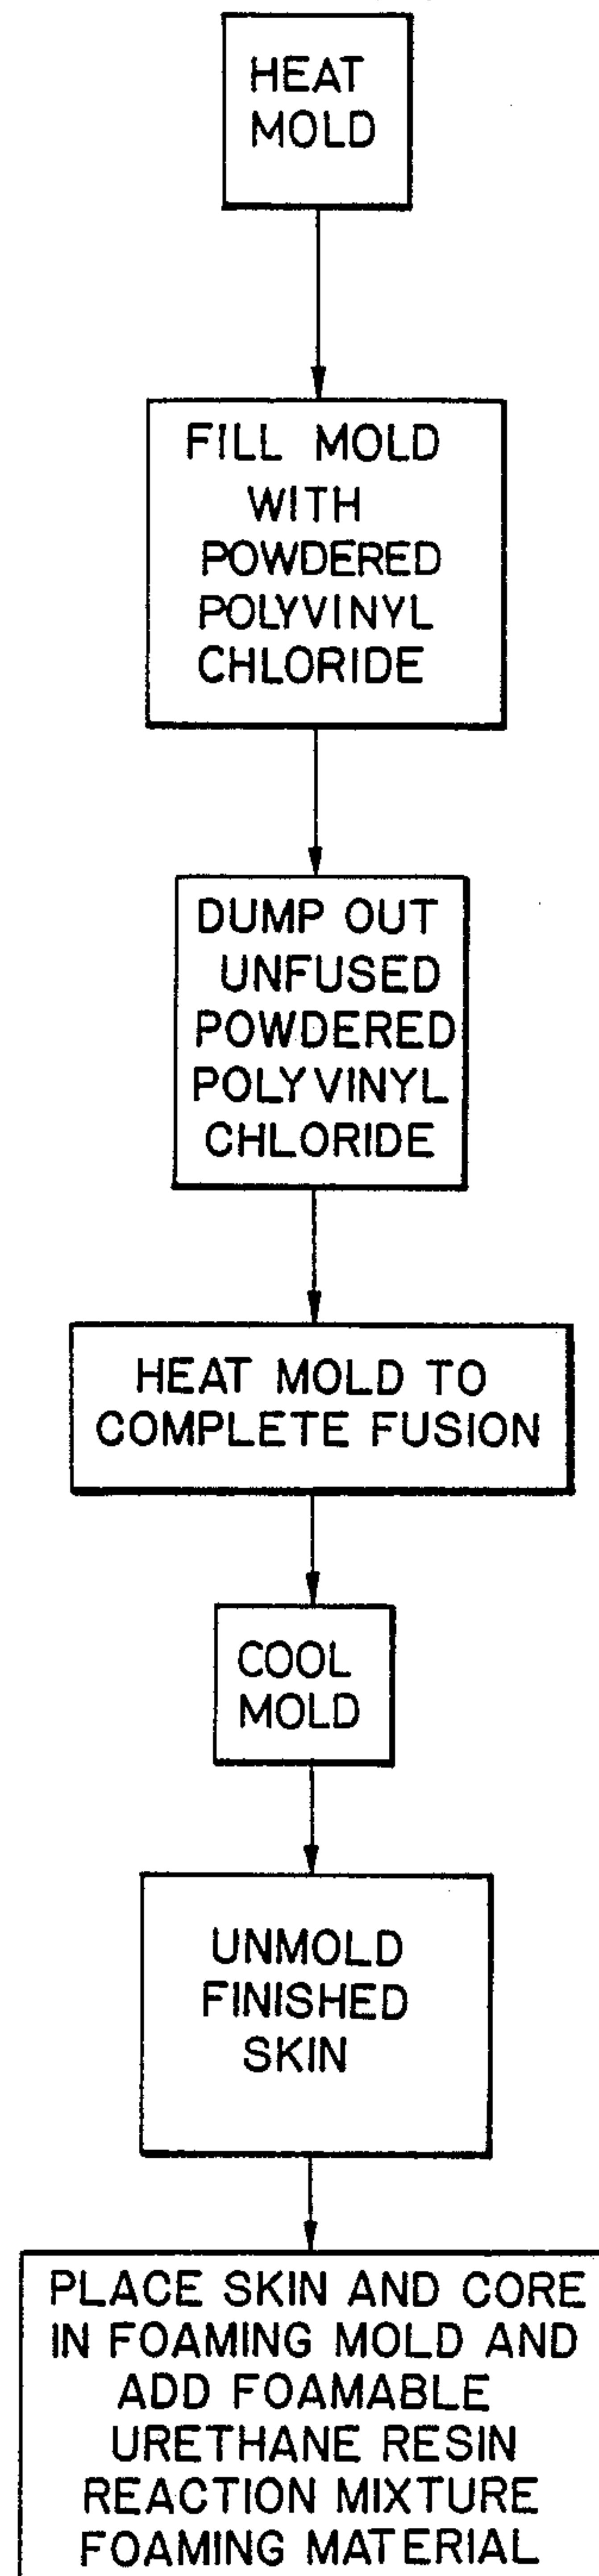 HEAT
MOLD
FILL MOLD
WITH
POWDERED
POLYVINYL
CHLORIDE
DUMP OUT
UNFUSED
POWDERED
POLYVINYL
CHLORIDE
HEAT MOLD TO
COMPLETE FUSION
COOL
MOLD
UNMOLD
FINISHED
SKIN
PLACE SKIN AND CORE
IN FOAMING MOLD AND
ADD FOAMABLE
URETHANE RESIN
REACTION MIXTURE
FOAMING MATERIAL